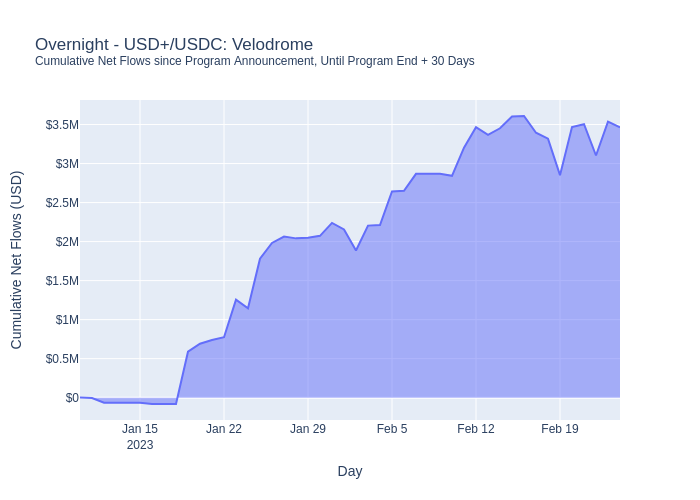 Overnight - USD+/USDC: Velodrome
Cumulative Net Flows since Program Announcement, Until Program End + 30 Days
Cumulative Net Flows (USD)
$3.5M
$3M
$2.5M
$2M
$1.5M
$1M
$0.5M
$0
Jan 15 Jan 22 Jan 29 Feb 5 Feb 12 Feb 19
2023
Day